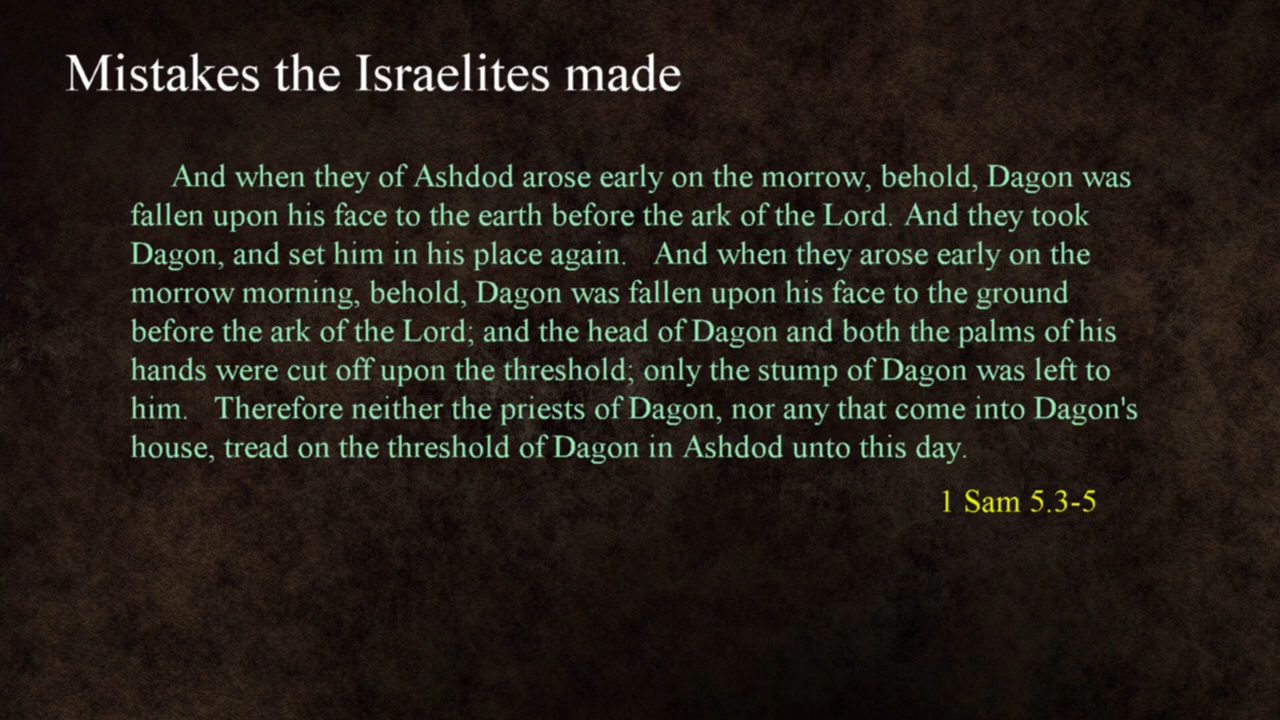 Mistakes the Israelites made
And when they of Ashdod arose early on the morrow, behold, Dagon was
fallen upon his face to the earth before the ark of the Lord. And they took
Dagon, and set him in his place again. And when they arose early on the
morrow morning, behold, Dagon was fallen upon his face to the ground
before the ark of the Lord; and the head of Dagon and both the palms of his
hands were cut off upon the threshold; only the stump of Dagon was left to
him. Therefore neither the priests of Dagon, nor any that come into Dagon's
house, tread on the threshold of Dagon in Ashdod unto this day.
1 Sam 5.3-5